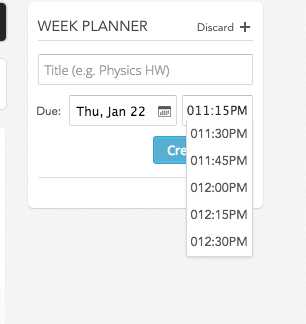 WEEK PLANNER Discard +
Title (e.g. Physics HW)
Due: Thu, Jan 22 011:15PM
011:30PM
Cre
011:45PM
012:00PM
012:15PM
012:30PM